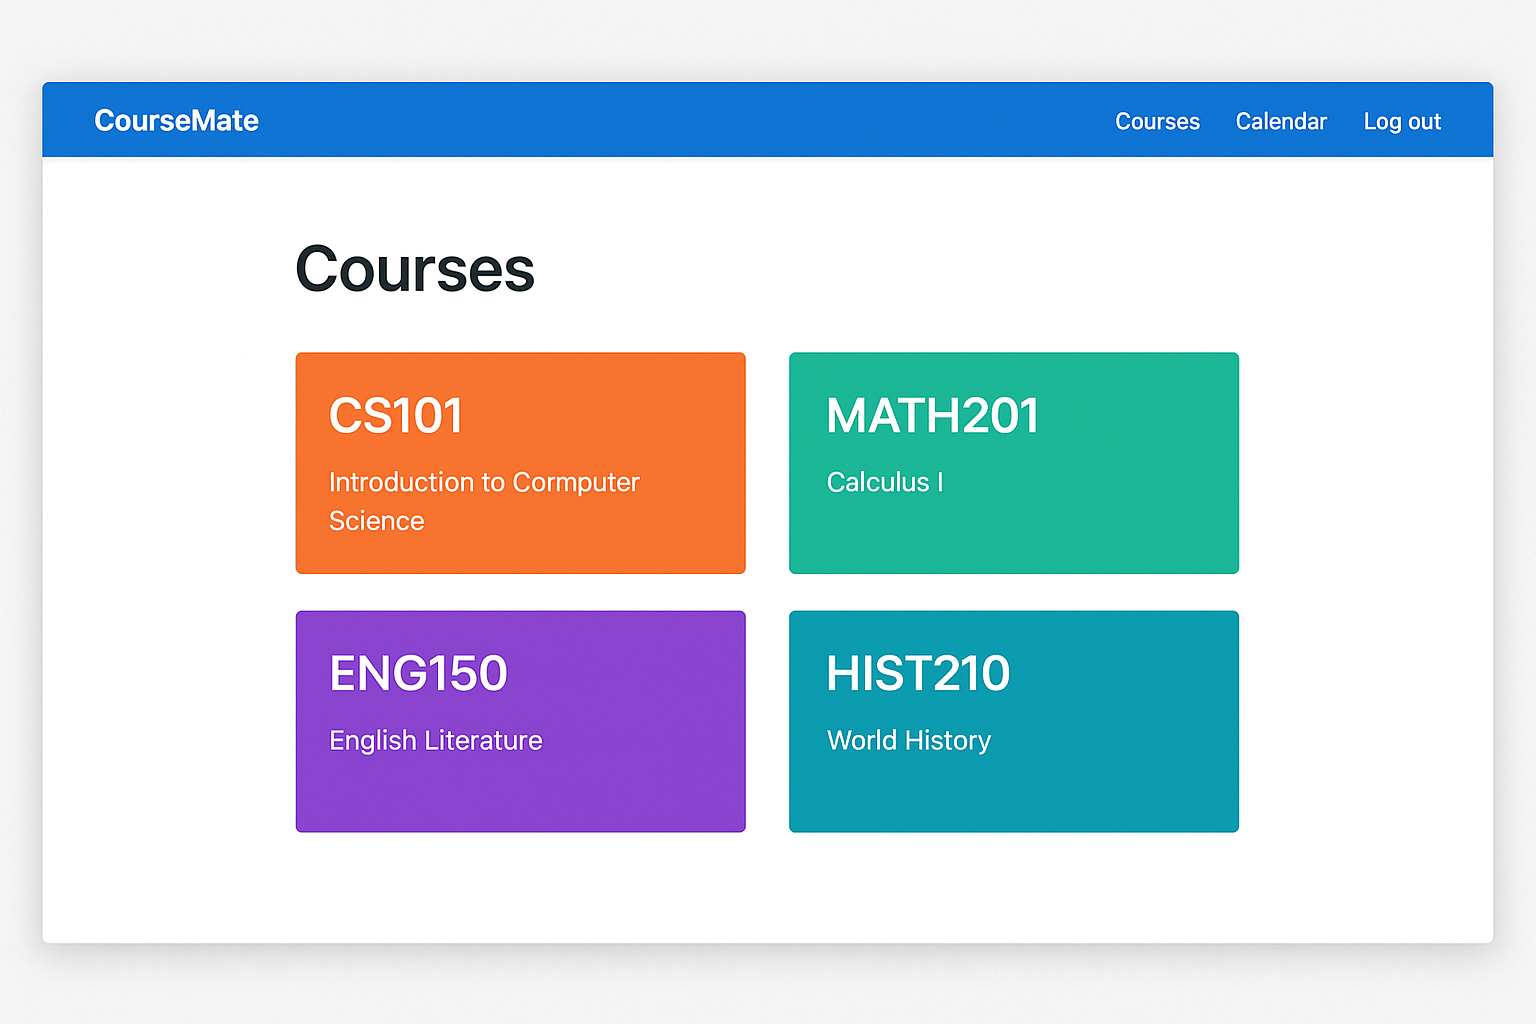 CourseMate
Courses Calendar Log out
Courses
CS101
Introduction to Cormputer
Science
MATH201
Calculus I
ENG150
English Literature
HIST210
World History